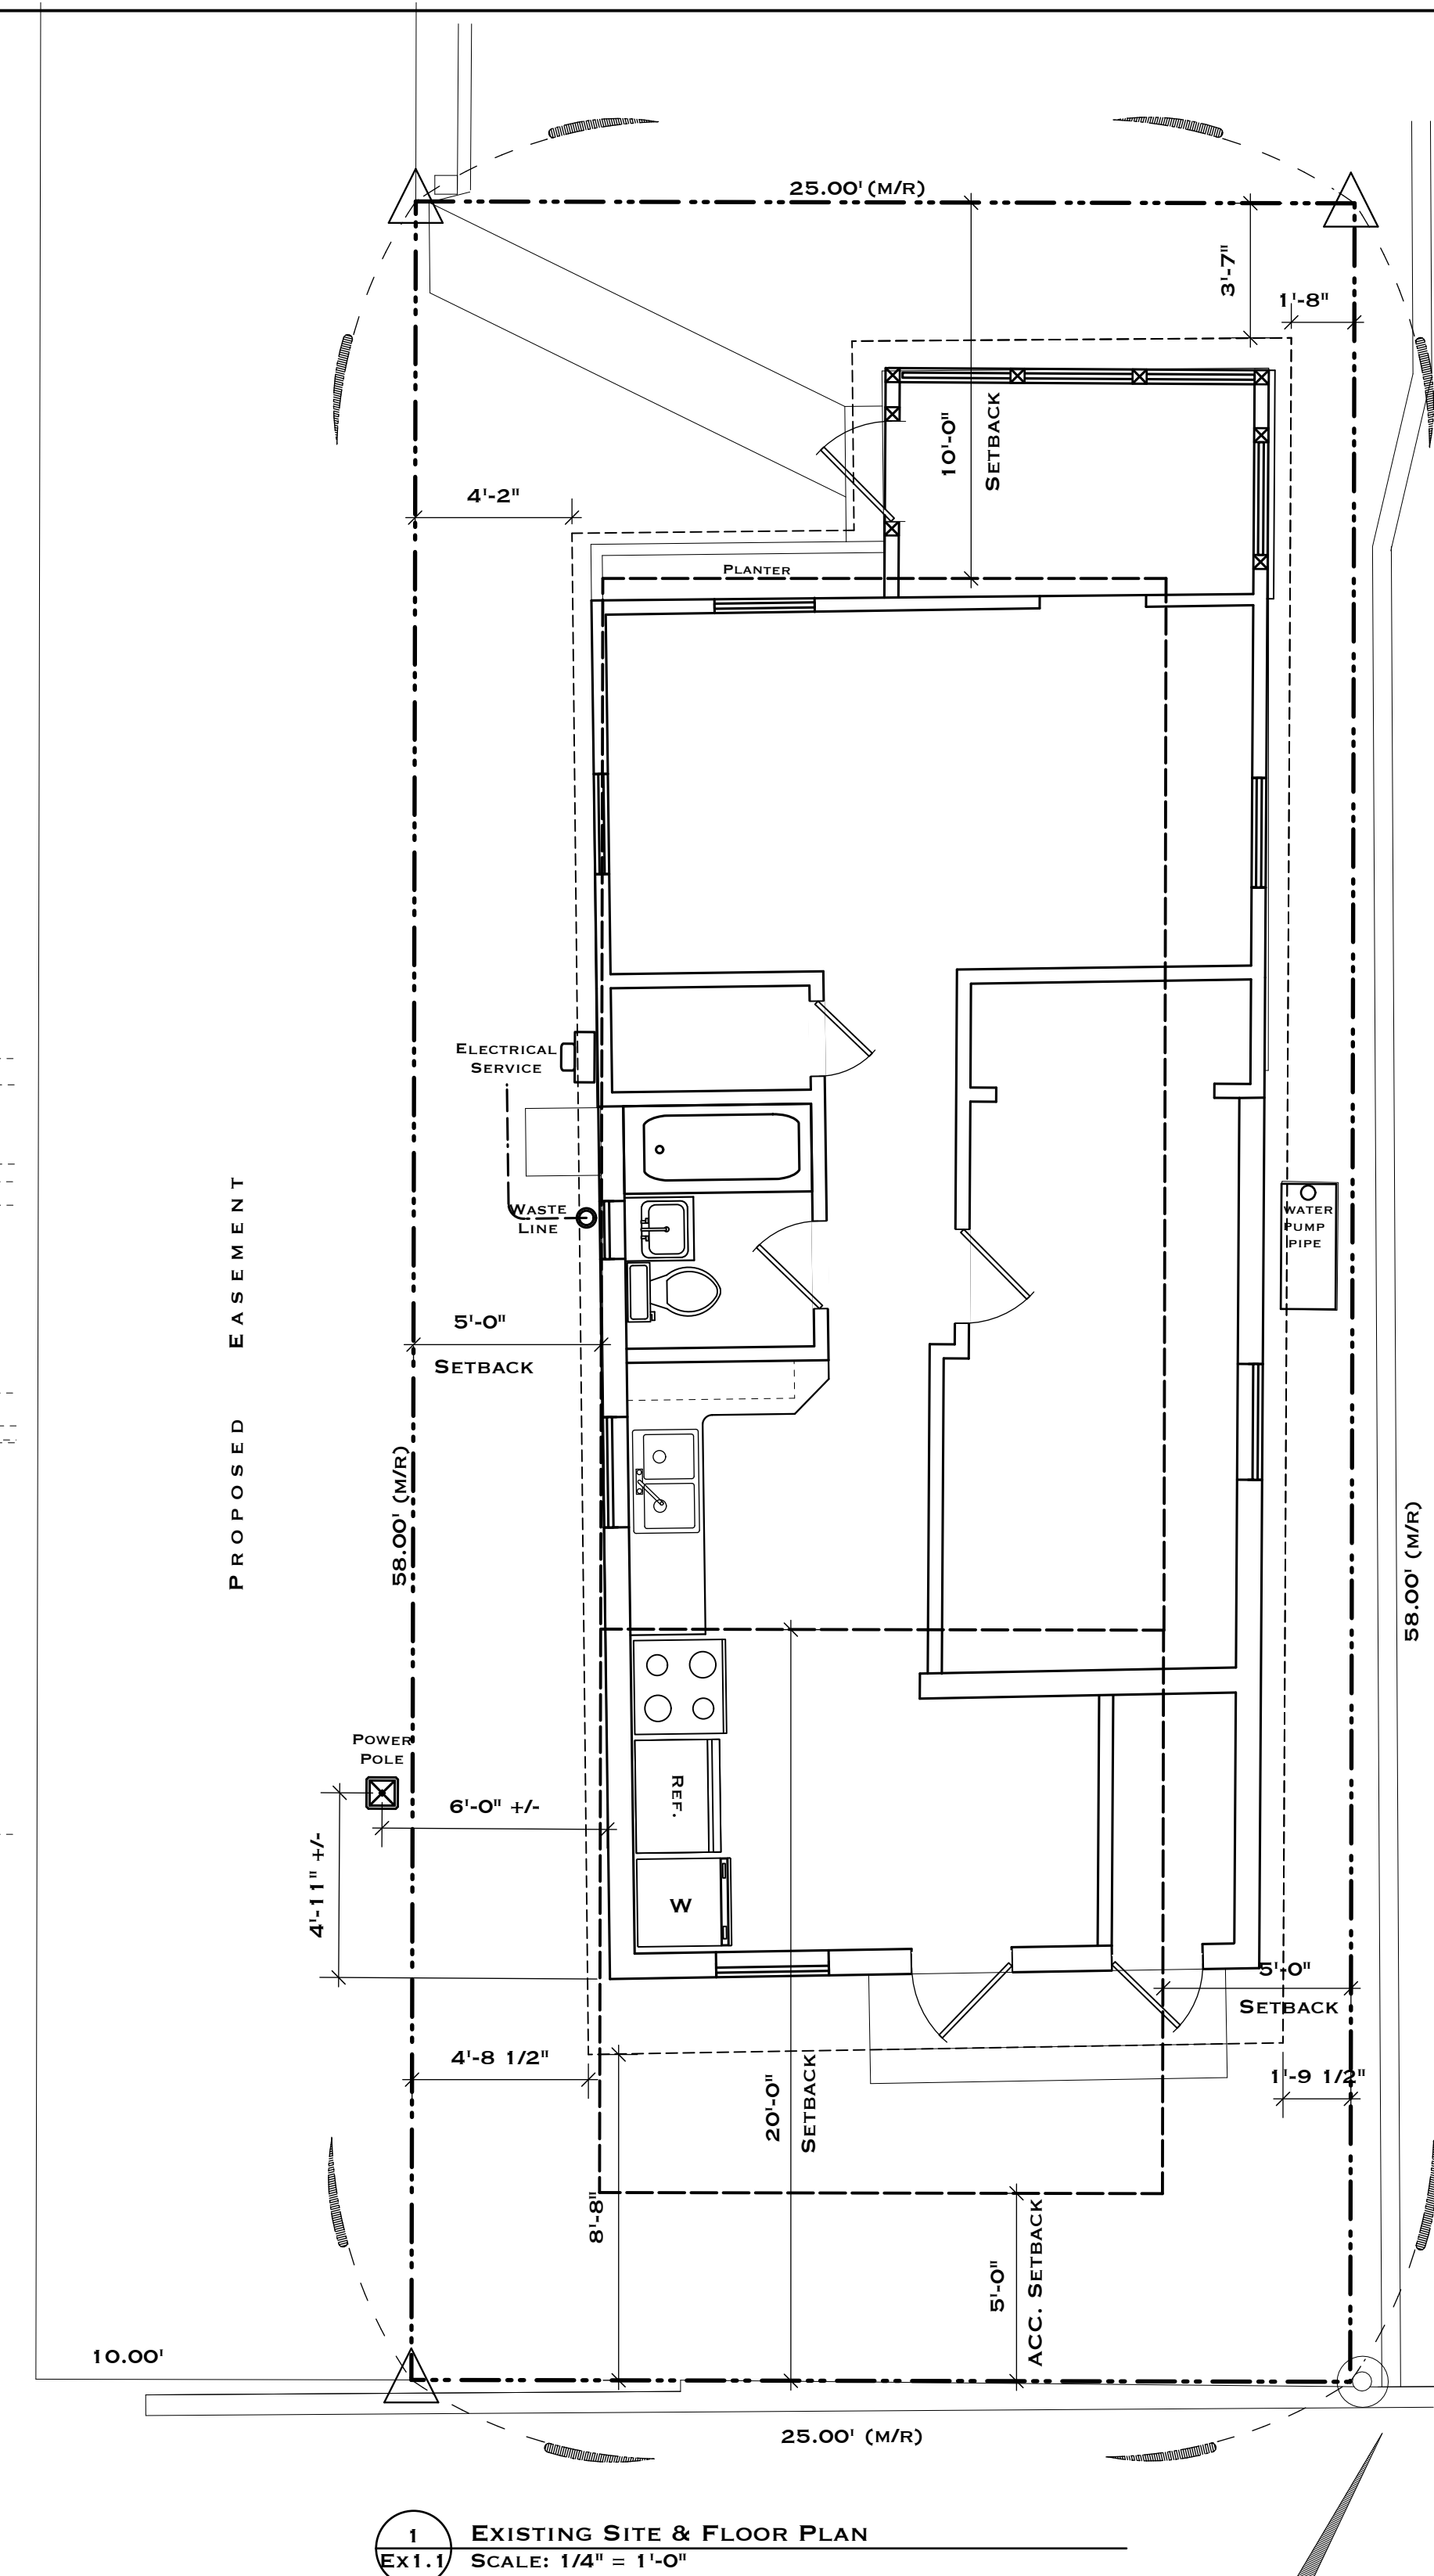 25.00' (M/R)
3'-7"
1'-8"
10'-0"
SETBACK
4'-2"
PLANTER
ELECTRICAL
SERVICE
WASTE
LINE
WATER
PUMP
PIPE
5'-0"
SETBACK
PROPOSED EASEMENT
58.00' (M/R)
58.00' (M/R)
POWER
POLE
REF.
6'-0" +/-
4'-11" +/-
W
5'-0"
SETBACK
4'-8 1/2"
20'-0"
SETBACK
1'-9 1/2"
8'-8"
5'-0"
ACC. SETBACK
10.00'
25.00' (M/R)
1
EX1.1
EXISTING SITE & FLOOR PLAN
SCALE: 1/4" = 1'-0"